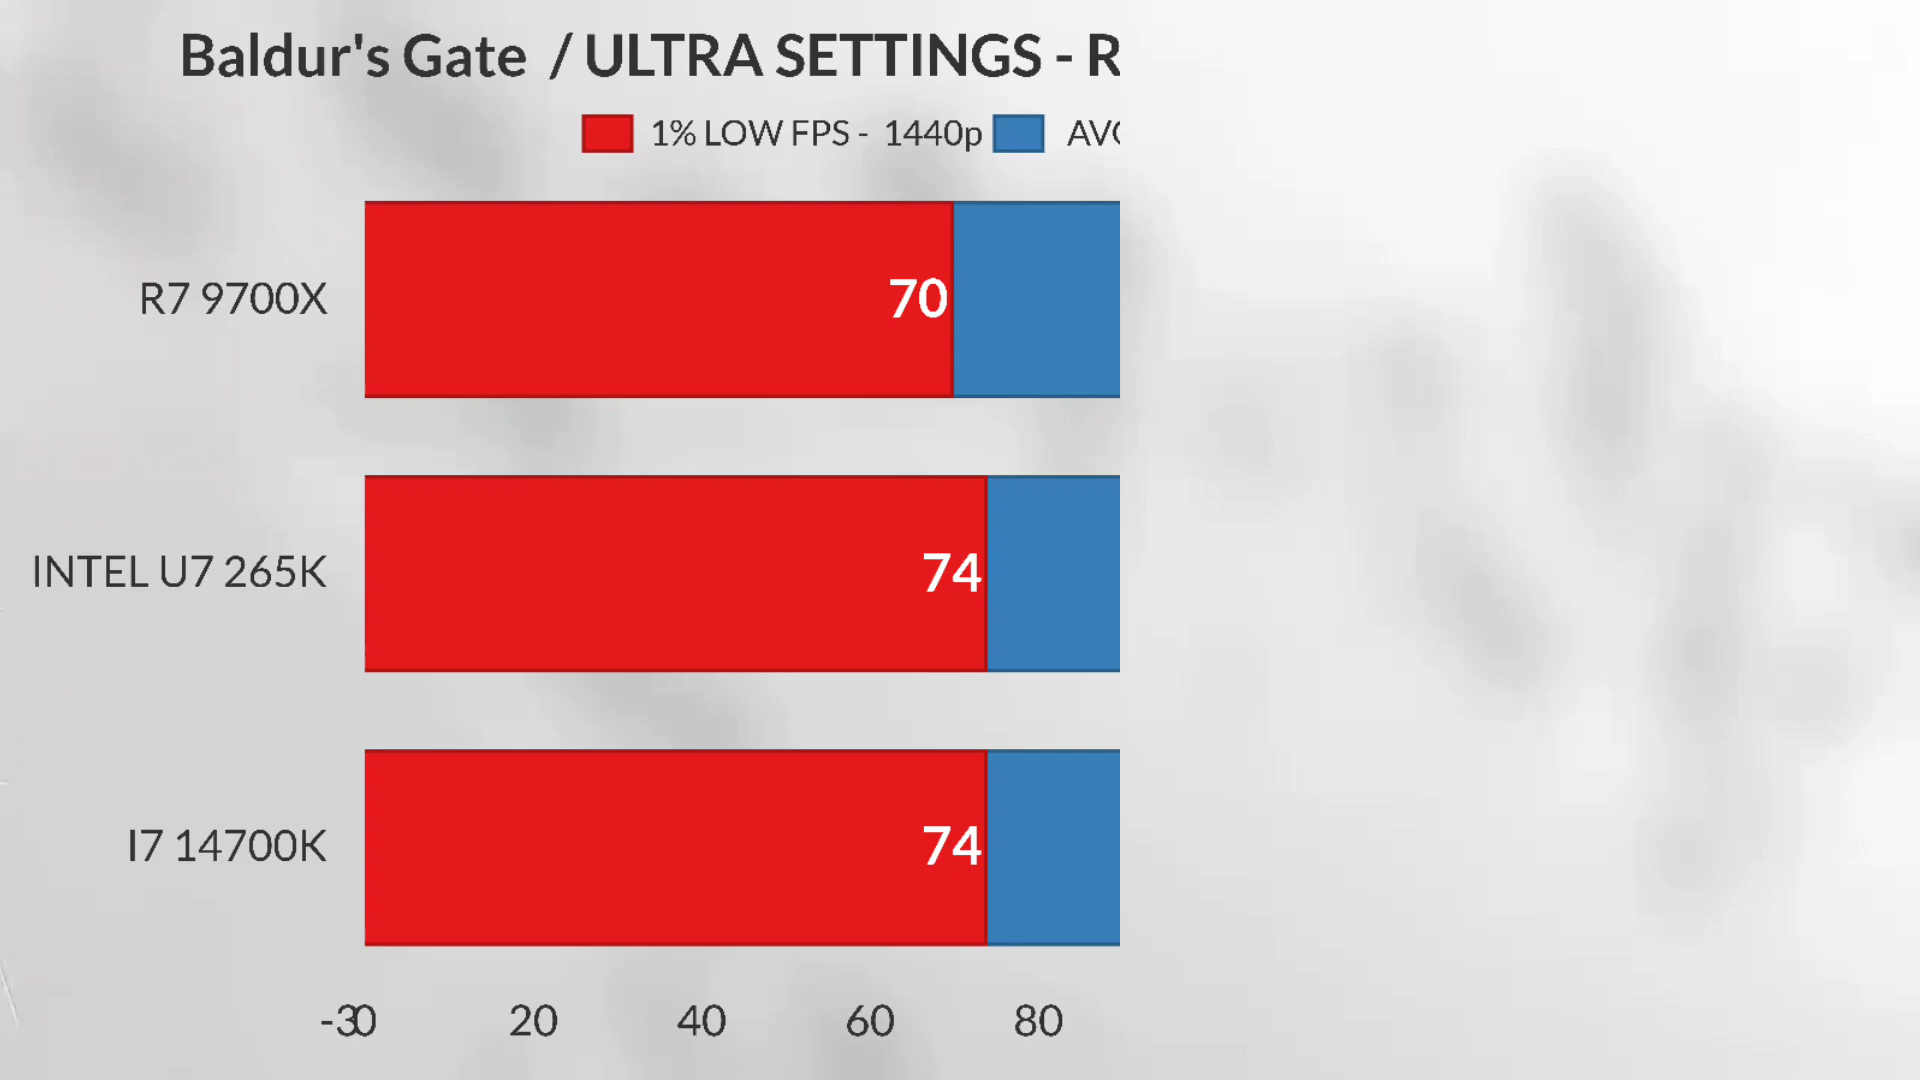 Baldur's Gate / ULTRA SETTINGS - R
1% LOW FPS - 1440p
R7 9700X
70
INTEL U7 265K
74
I7 14700K
74
20 40 60 80